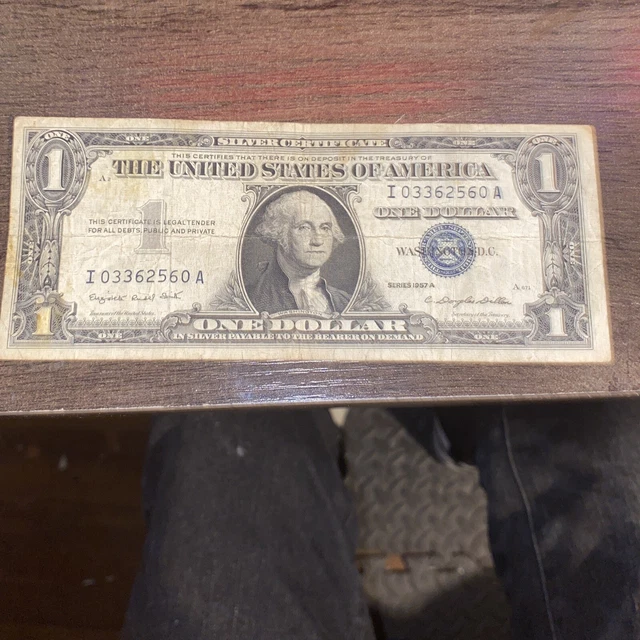 ONE
SILVER CERTIFICATE
ONE
1
THIS CERTIFIES THAT THERE IS ON DEPOSIT IN THE TREASURY OF
1
THE UNITED STATES OF AMERICA
I 03362560 A
ONE DOLLAR
1
THIS CERTIFICATE IS LEGAL TENDER
FOR ALL DEBTS, PUBLIC AND PRIVATE
WASHINGTON, D.C.
I 03362560 A
SERIES 1957 A
1
ONE DOLLAR
1
IN SILVER PAYABLE TO THE BEARER ON DEMAND
ONE
ONE